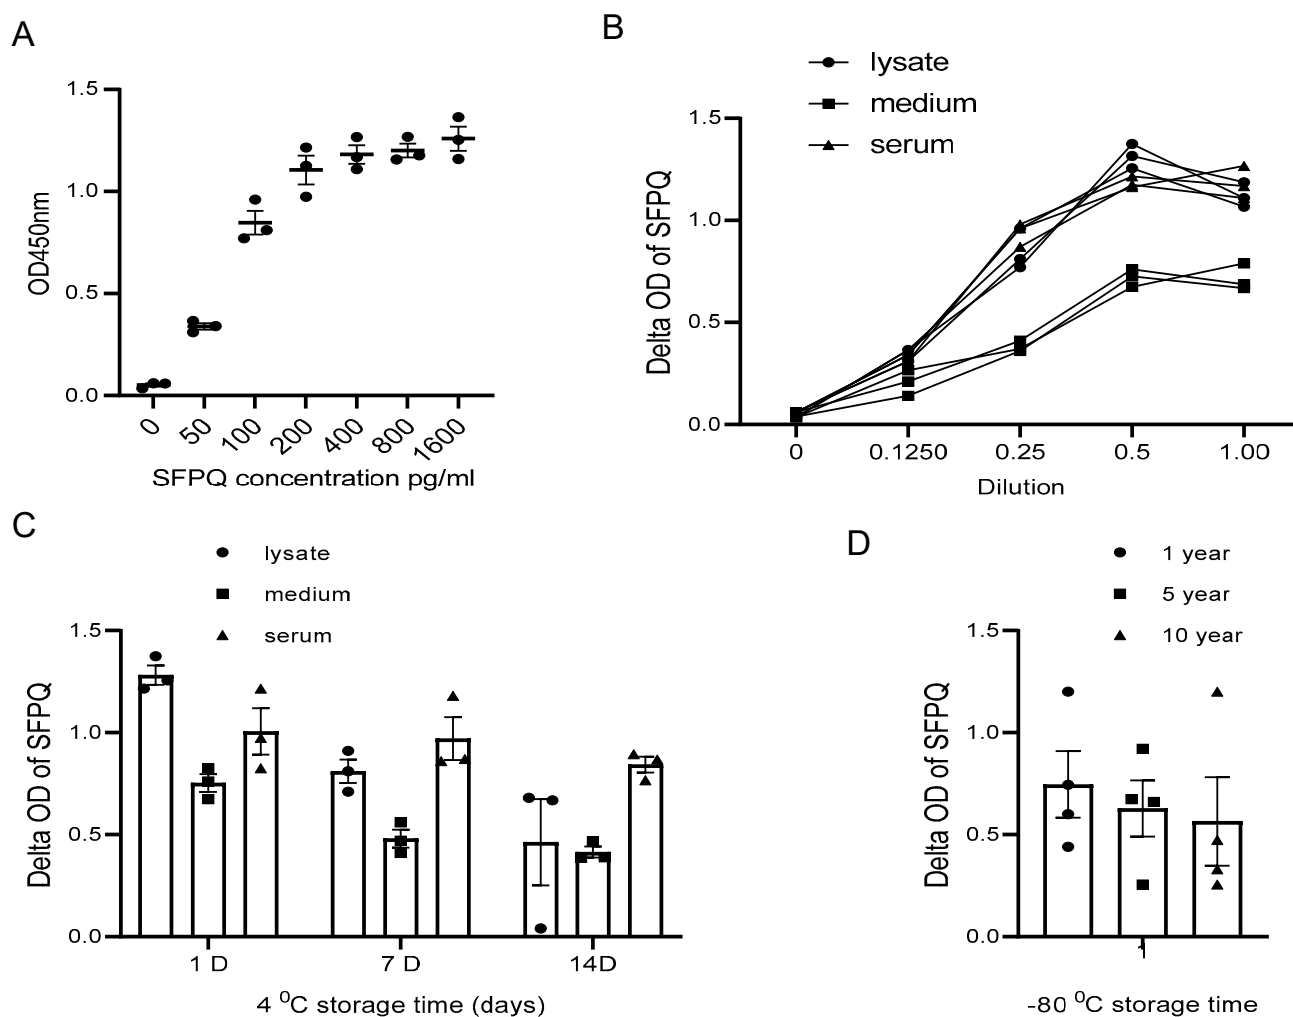 A
1.5
1.0
0.5
0.0
OD450nm
0 50 100 200 400 800 1600
SFPQ concentration pg/ml
B
lysate
medium
serum
1.5
1.0
0.5
0.0
Delta OD of SFPQ
0 0.1250 0.25 0.5 1.00
Dilution
C
lysate
medium
serum
1.5
1.0
0.5
0.0
Delta OD of SFPQ
1 D 7 D 14D
4 ⁰C storage time (days)
D
1 year
5 year
10 year
1.5
1.0
0.5
0.0
Delta OD of SFPQ
1
-80 ⁰C storage time